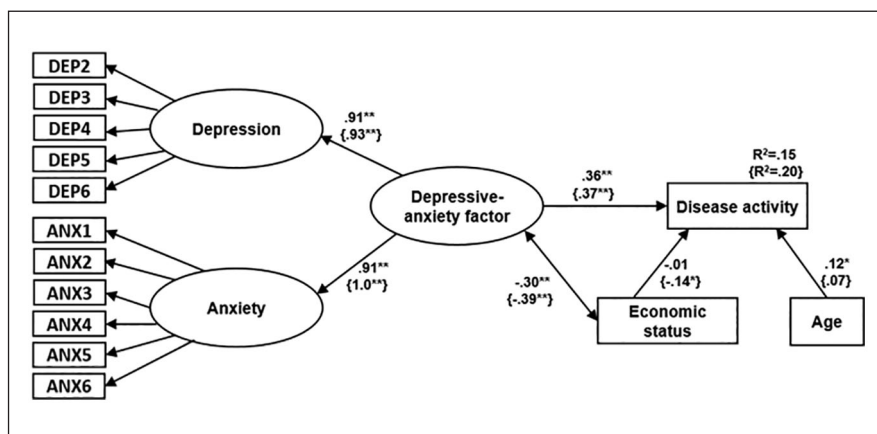 DEP2
DEP3
DEP4
DEP5
DEP6
Depression
ANX1
ANX2
ANX3
ANX4
ANX5
ANX6
Anxiety
.91**
{.93**}
.91**
{1.0**}
Depressive-
anxiety factor
.36**
{.37**}
R²=.15
{R²=.20}
Disease activity
-.30**
{-.39**}
-.01
{-.14*}
.12*
{.07}
Economic
status
Age